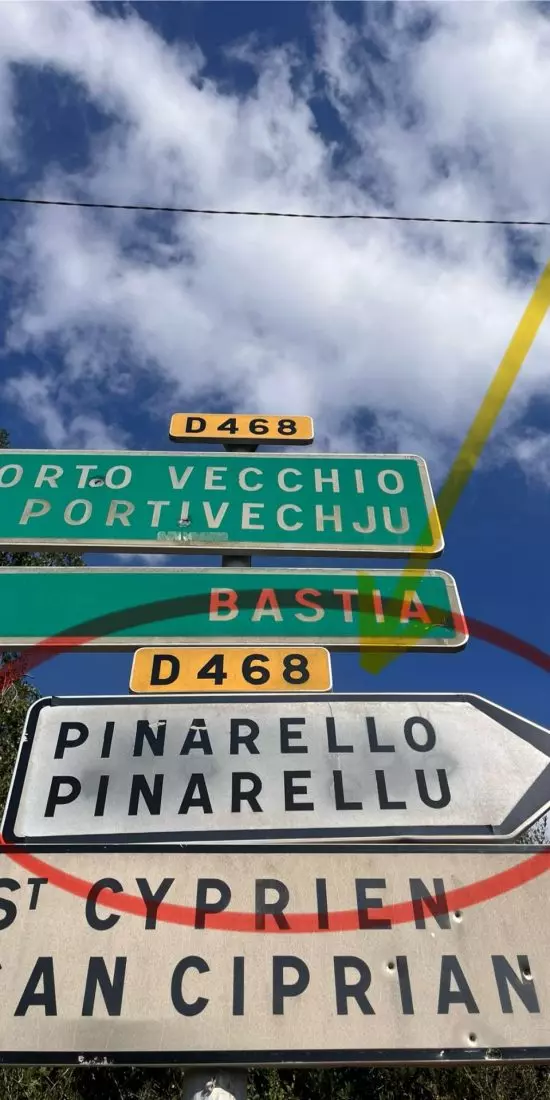 D468
ORTO VECCHIO
PORTIVECHJU
BASTIA
D468
PINARELLO
PINARELLU
ST CYPRIEN
AN CIPRIAN